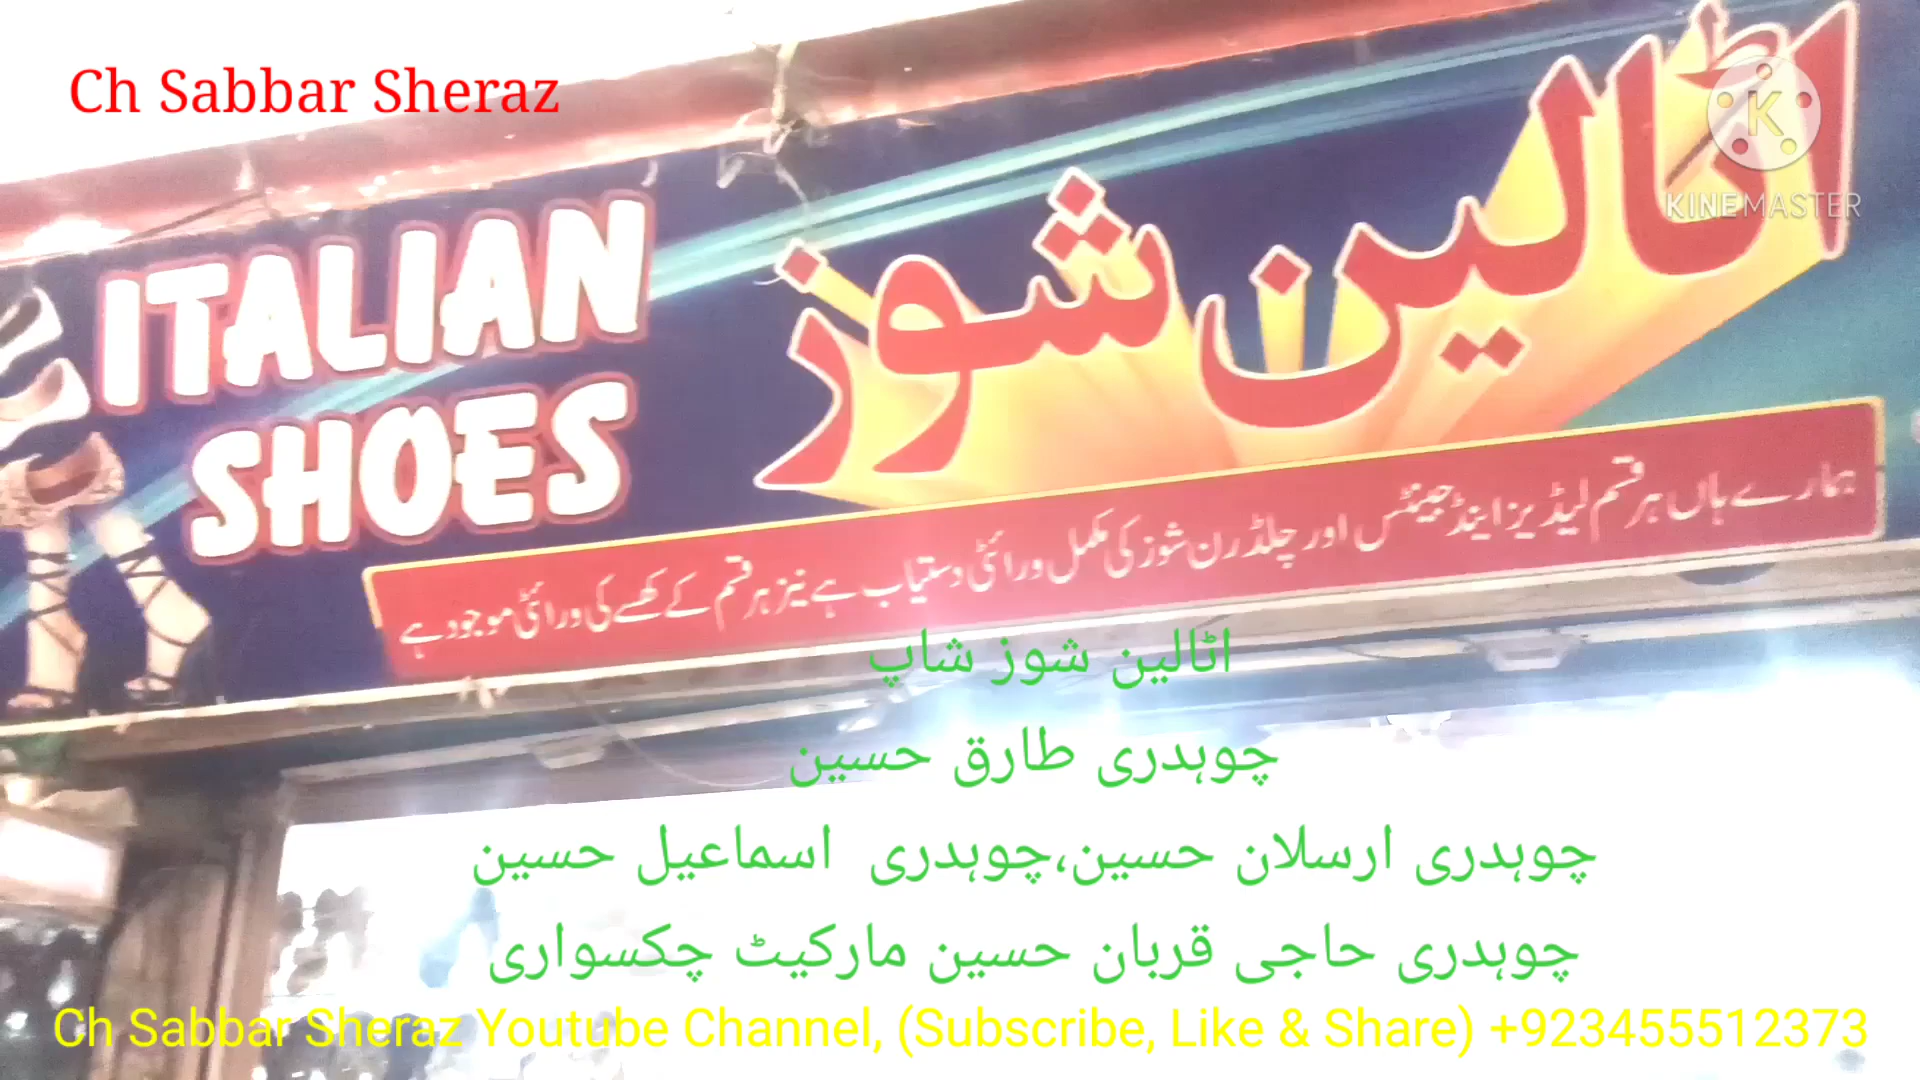 Ch Sabbar Sheraz
KINEMASTER
ITALIAN
SHOES
اٹالین شوز
ہمارے ہاں ہر قسم لیڈیز اینڈ جینٹس اور چلڈرن شوز کی مکمل ورائٹی دستیاب ہے نیز ہر قسم کے کھسے کی ورائٹی موجود ہے
اٹالین شوز شاپ
چوہدری طارق حسین
چوہدری ارسلان حسین،چوہدری اسماعیل حسین
چوہدری حاجی قربان حسین مارکیٹ چکسواری
Ch Sabbar Sheraz Youtube Channel, (Subscribe, Like & Share) +923455512373